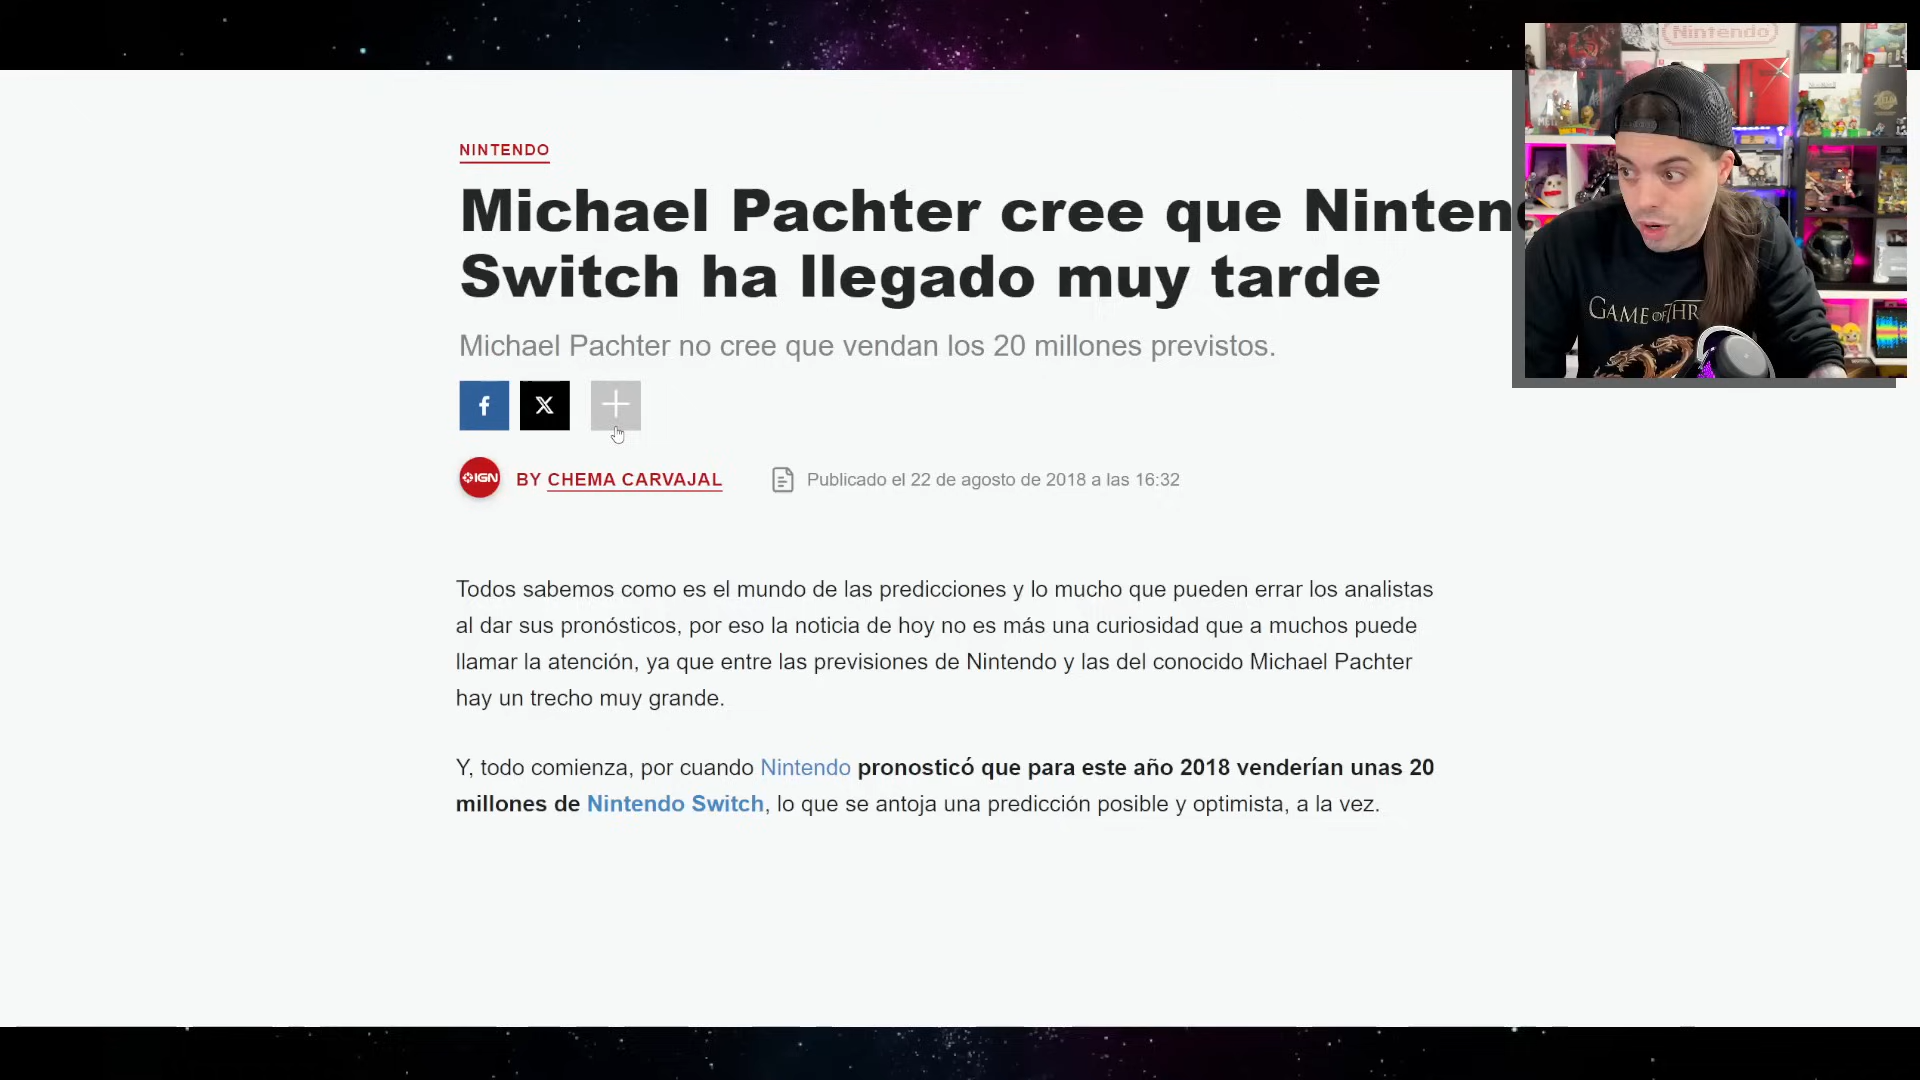 NINTENDO
Michael Pachter cree que Ninten
Switch ha llegado muy tarde
Michael Pachter no cree que vendan los 20 millones previstos.
IGN
BY CHEMA CARVAJAL
Publicado el 22 de agosto de 2018 a las 16:32
Todos sabemos como es el mundo de las predicciones y lo mucho que pueden errar los analistas
al dar sus pronósticos, por eso la noticia de hoy no es más una curiosidad que a muchos puede
llamar la atención, ya que entre las previsiones de Nintendo y las del conocido Michael Pachter
hay un trecho muy grande.
Y, todo comienza, por cuando Nintendo pronosticó que para este año 2018 venderían unas 20
millones de Nintendo Switch, lo que se antoja una predicción posible y optimista, a la vez.
Nintendo
GAME OF THR